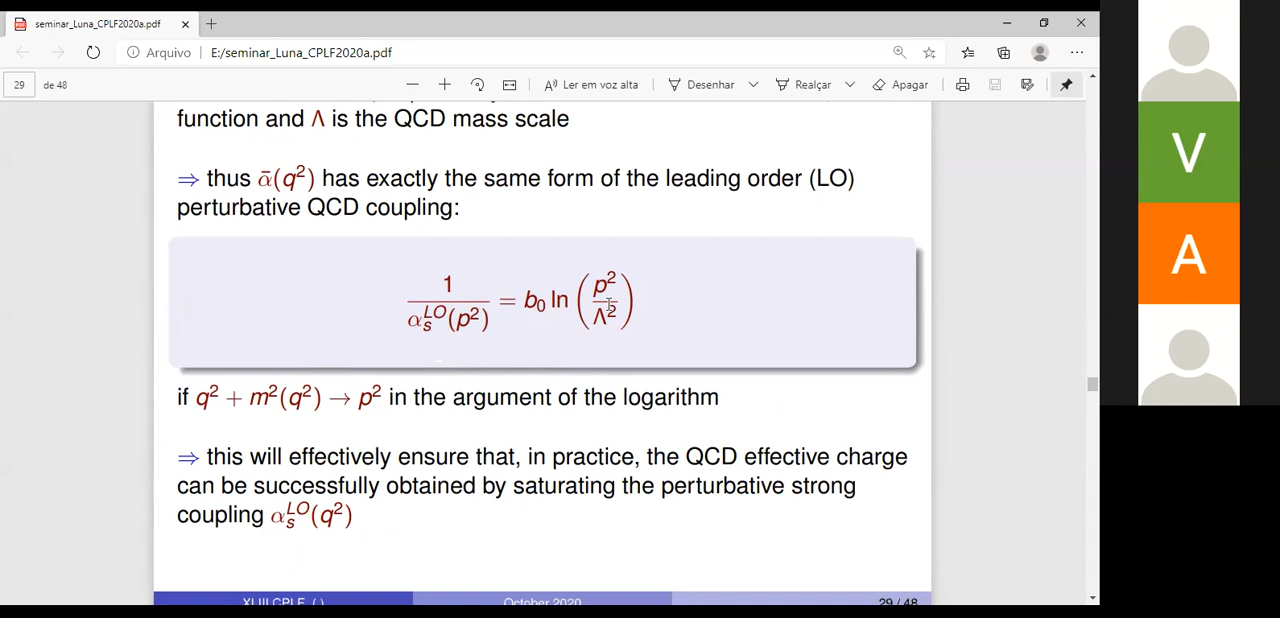 seminar_Luna_CPLF2020a.pdf
Arquivo | E:/seminar_Luna_CPLF2020a.pdf
29 de 48
Ler em voz alta
Desenhar
Realçar
Apagar
function and Λ is the QCD mass scale
⇒ thus ᾱ(q²) has exactly the same form of the leading order (LO)
perturbative QCD coupling:
1 / αₛᴸᴼ(p²) = b₀ ln (p² / Λ²)
if q² + m²(q²) → p² in the argument of the logarithm
⇒ this will effectively ensure that, in practice, the QCD effective charge
can be successfully obtained by saturating the perturbative strong
coupling αₛᴸᴼ(q²)
XLIII CPLF ( )
October 2020
29 / 48
V
A